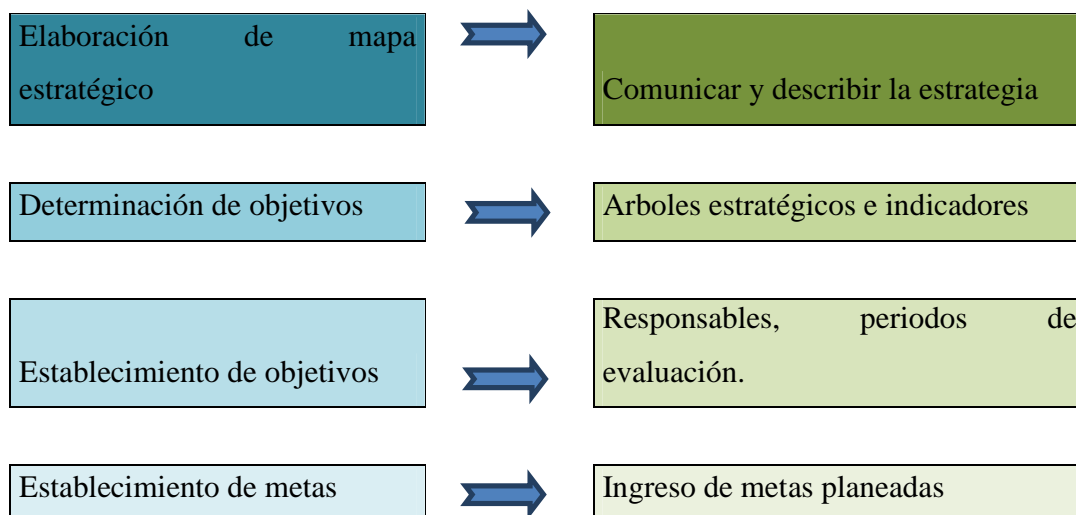 Elaboración de mapa
estratégico
Comunicar y describir la estrategia
Determinación de objetivos
Arboles estratégicos e indicadores
Establecimiento de objetivos
Responsables, periodos de
evaluación.
Establecimiento de metas
Ingreso de metas planeadas